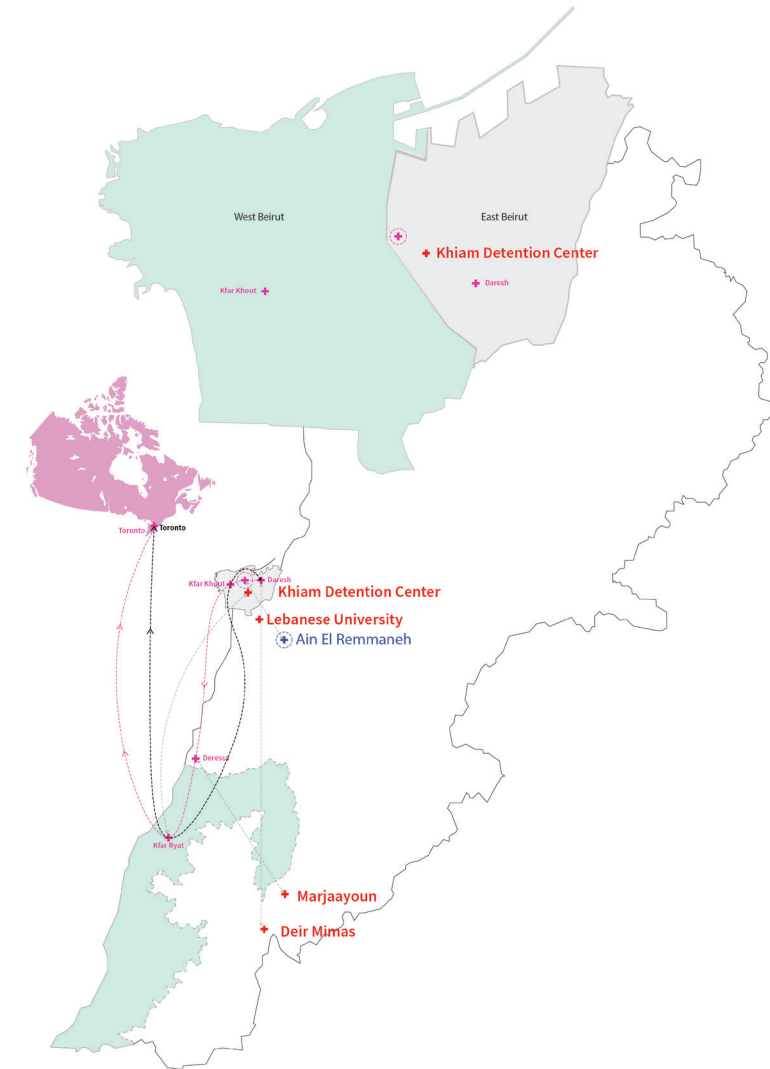 West Beirut
East Beirut
Khiam Detention Center
Daresh
Kfar Khout
Toronto
Toronto
Kfar Khout
Daresh
Khiam Detention Center
Lebanese University
Ain El Remmaneh
Deressa
Kfar Ryat
Marjaayoun
Deir Mimas